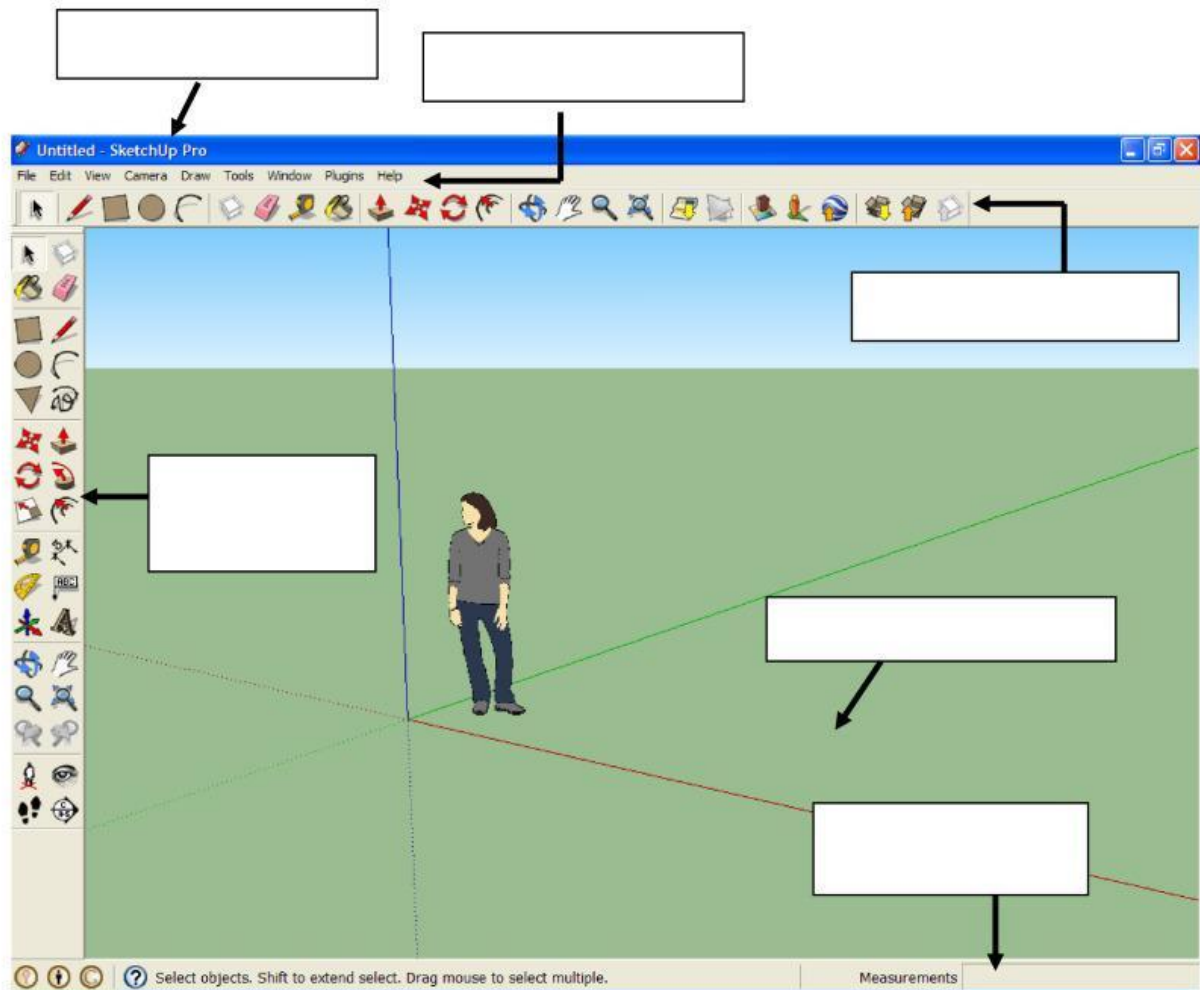 Untitled - SketchUp Pro
File Edit View Camera Draw Tools Window Plugins Help
ABC
Select objects. Shift to extend select. Drag mouse to select multiple.
Measurements